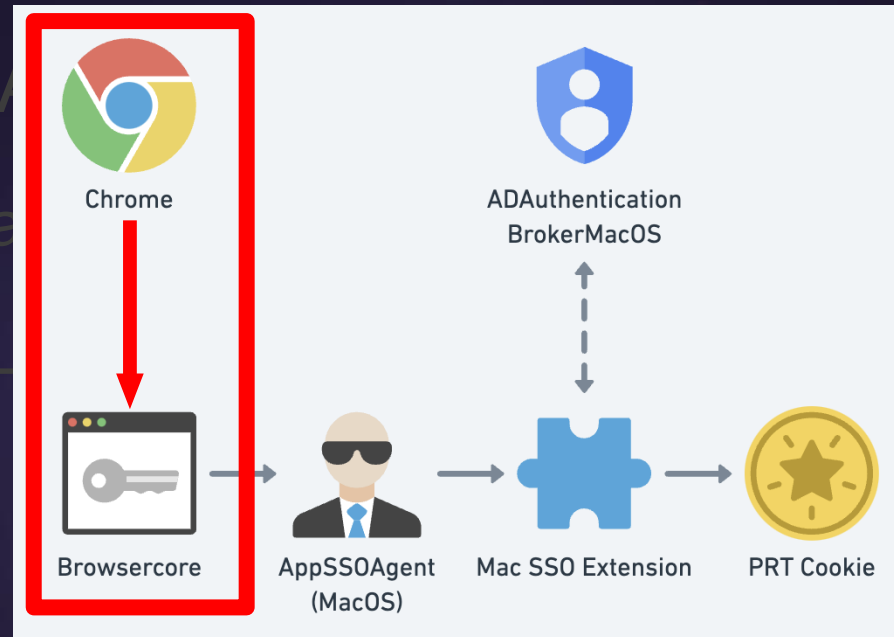 Chrome
ADAuthentication
BrokerMacOS
Browsercore
AppSSOAgent
(MacOS)
Mac SSO Extension
PRT Cookie